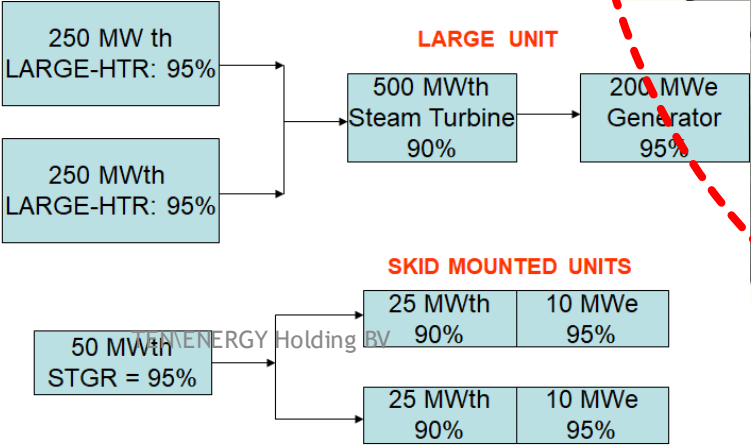 250 MW th
LARGE-HTR: 95%
LARGE UNIT
500 MWth
Steam Turbine
90%
200 MWe
Generator
95%
250 MWth
LARGE-HTR: 95%
SKID MOUNTED UNITS
25 MWth
90%
10 MWe
95%
TEN\ENERGY Holding BV
50 MWth
STGR = 95%
25 MWth
90%
10 MWe
95%